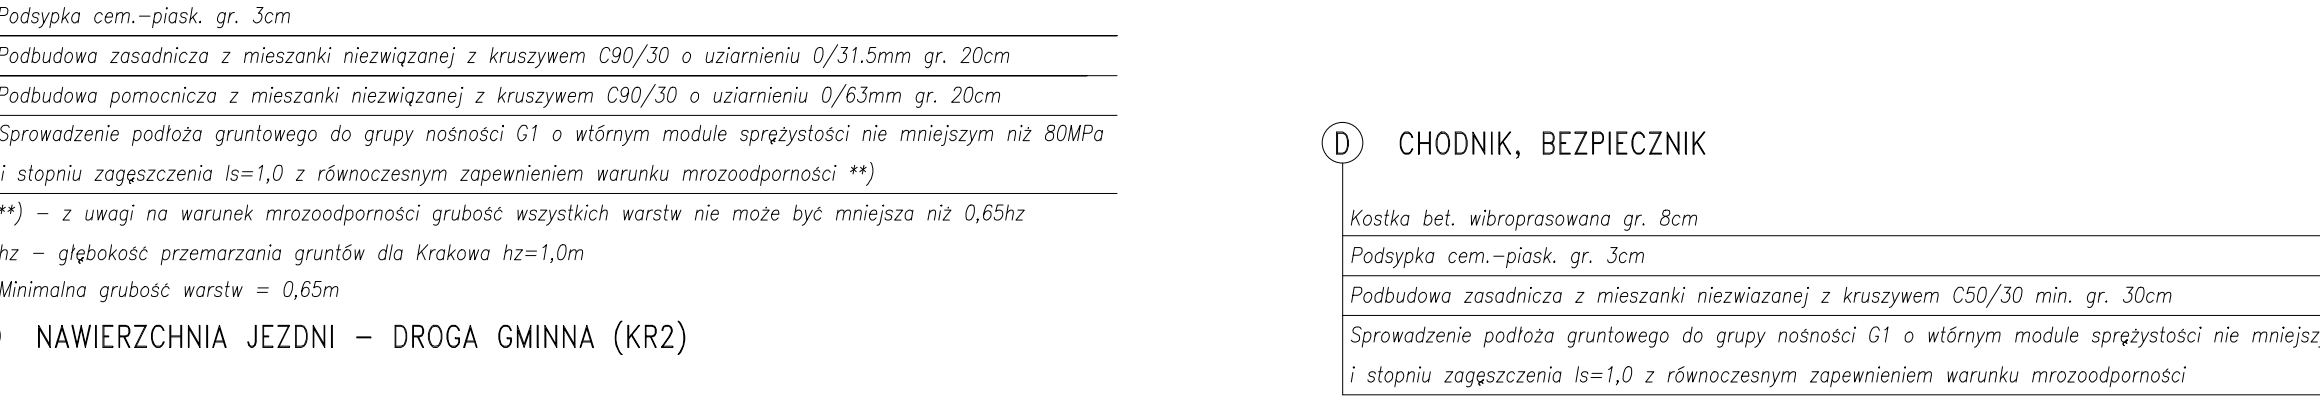 Podsypka cem.-piask. gr. 3cm
Podbudowa zasadnicza z mieszanki niezwiązanej z kruszywem C90/30 o uziarnieniu 0/31.5mm gr. 20cm
Podbudowa pomocnicza z mieszanki niezwiązanej z kruszywem C90/30 o uziarnieniu 0/63mm gr. 20cm
Sprowadzenie podłoża gruntowego do grupy nośności G1 o wtórnym module sprężystości nie mniejszym niż 80MPa
i stopniu zagęszczenia Is=1,0 z równoczesnym zapewnieniem warunku mrozoodporności **)
**) - z uwagi na warunek mrozoodporności grubość wszystkich warstw nie może być mniejsza niż 0,65hz
hz - głębokość przemarzania gruntów dla Krakowa hz=1,0m
Minimalna grubość warstw = 0,65m
NAWIERZCHNIA JEZDNI - DROGA GMINNA (KR2)
D CHODNIK, BEZPIECZNIK
Kostka bet. wibroprasowana gr. 8cm
Podsypka cem.-piask. gr. 3cm
Podbudowa zasadnicza z mieszanki niezwiazanej z kruszywem C50/30 min. gr. 30cm
Sprowadzenie podłoża gruntowego do grupy nośności G1 o wtórnym module sprężystości nie
i stopniu zagęszczenia Is=1,0 z równoczesnym zapewnieniem warunku mrozoodporności